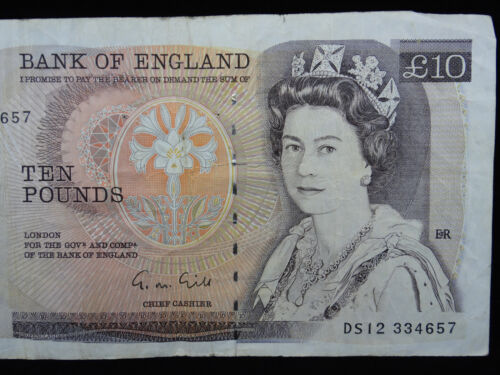 BANK OF ENGLAND
£10
I PROMISE TO PAY THE BEARER ON DEMAND THE SUM OF
657
TEN
POUNDS
LONDON
FOR THE GOVR AND COMPA
OF THE BANK OF ENGLAND
G. M. Gill
CHIEF CASHIER
ER
DS12 334657